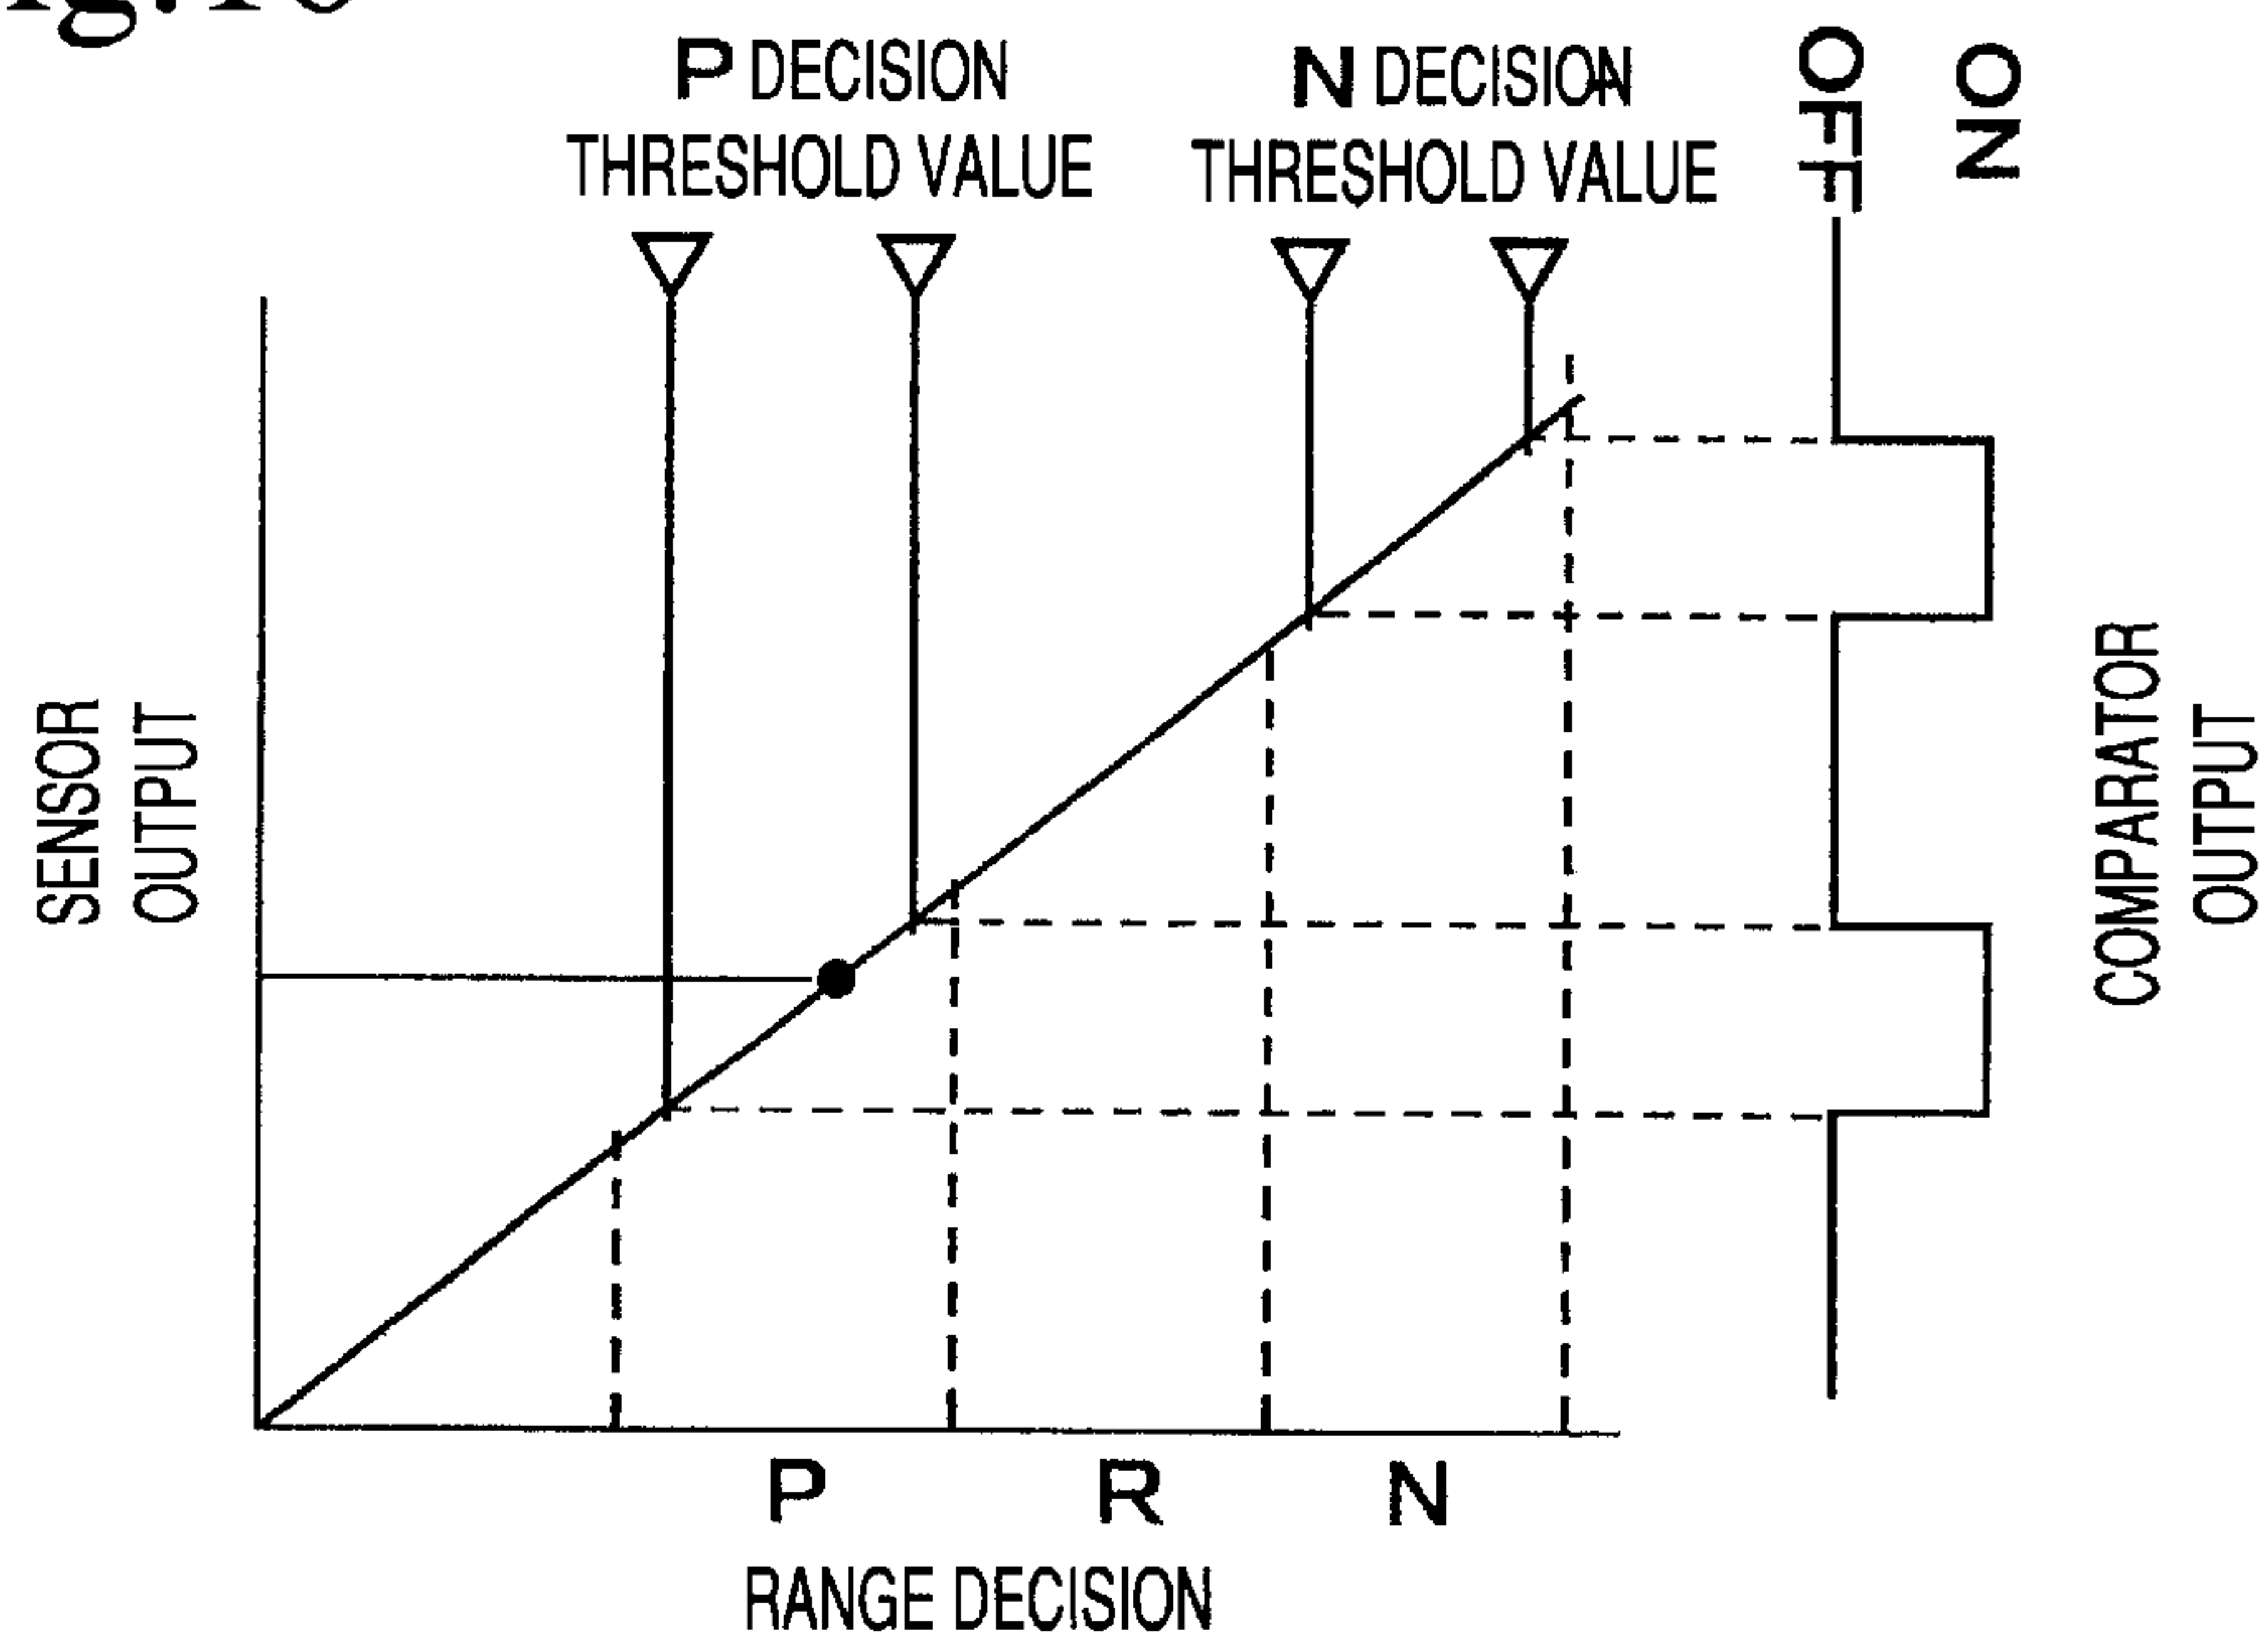 P DECISION
THRESHOLD VALUE
N DECISION
THRESHOLD VALUE
OFF
ON
SENSOR
OUTPUT
COMPARATOR
OUTPUT
P R N
RANGE DECISION